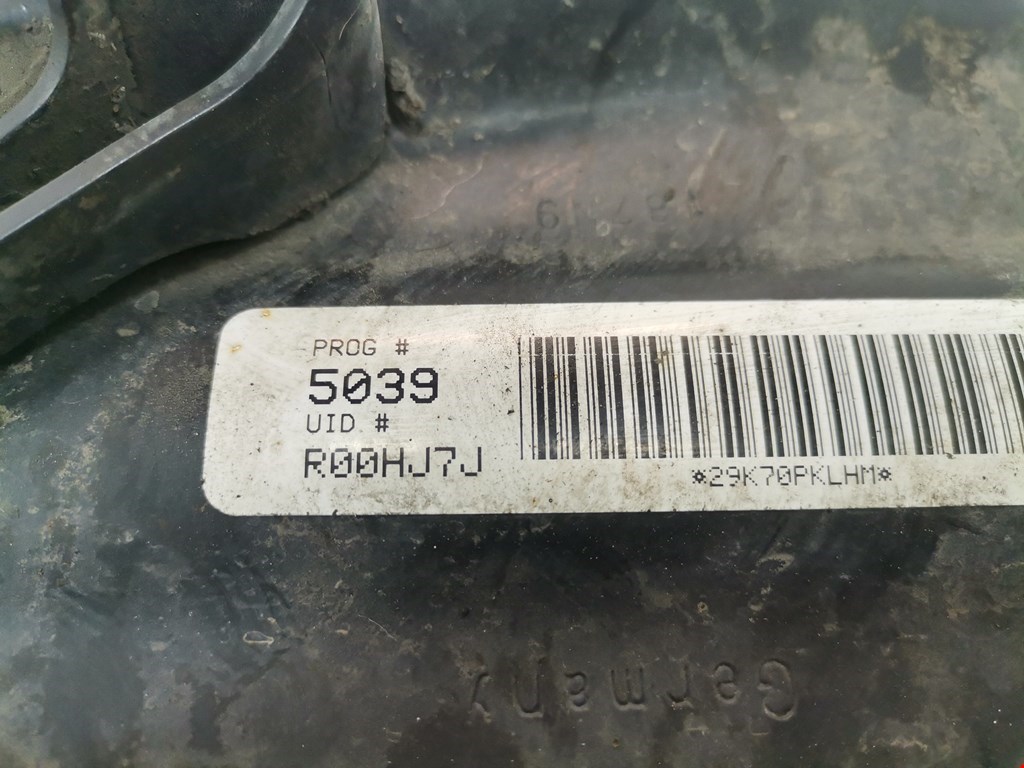 PROG #
5039
UID #
R00HJ7J
*29K70PKLHM*
Germany